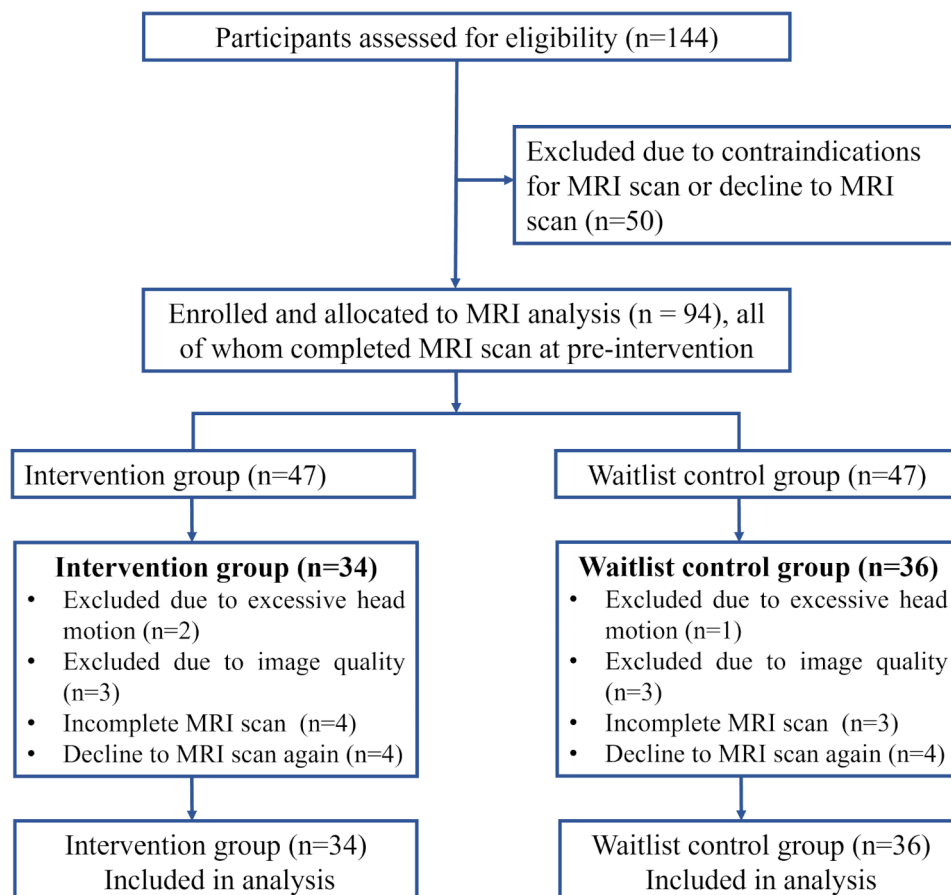 Participants assessed for eligibility (n=144)
Excluded due to contraindications
for MRI scan or decline to MRI
scan (n=50)
Enrolled and allocated to MRI analysis (n = 94), all
of whom completed MRI scan at pre-intervention
Intervention group (n=47)
Waitlist control group (n=47)
Intervention group (n=34)
• Excluded due to excessive head
motion (n=2)
• Excluded due to image quality
(n=3)
• Incomplete MRI scan (n=4)
• Decline to MRI scan again (n=4)
Waitlist control group (n=36)
• Excluded due to excessive head
motion (n=1)
• Excluded due to image quality
(n=3)
• Incomplete MRI scan (n=3)
• Decline to MRI scan again (n=4)
Intervention group (n=34)
Included in analysis
Waitlist control group (n=36)
Included in analysis